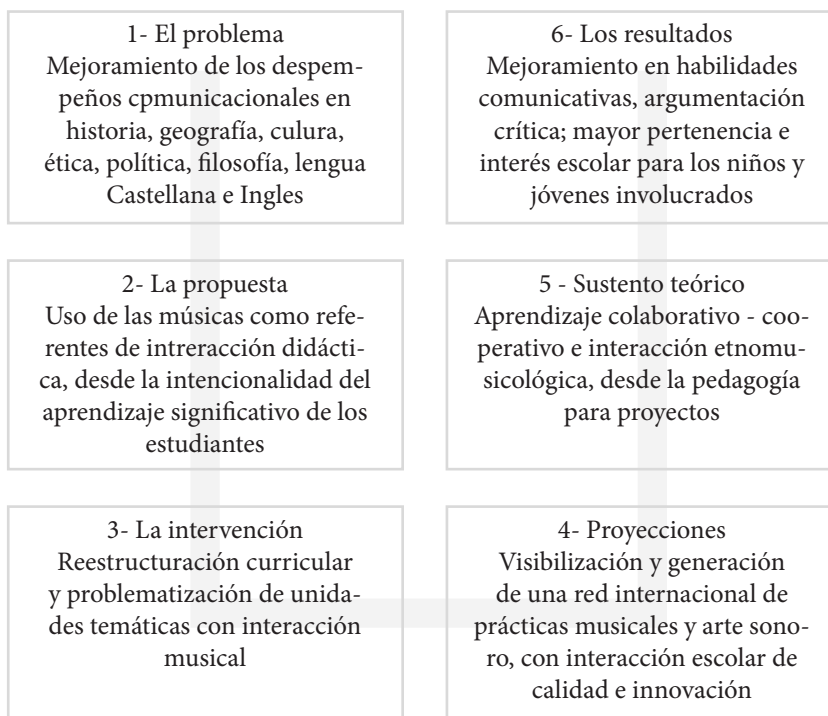 1- El problema
Mejoramiento de los despem-
peños cpmunicacionales en
historia, geografía, culura,
ética, política, filosofía, lengua
Castellana e Ingles
2- La propuesta
Uso de las músicas como refe-
rentes de intreracción didácti-
ca, desde la intencionalidad del
aprendizaje significativo de los
estudiantes
3- La intervención
Reestructuración curricular
y problematización de unida-
des temáticas con interacción
musical
4- Proyecciones
Visibilización y generación
de una red internacional de
prácticas musicales y arte sono-
ro, con interacción escolar de
calidad e innovación
5 - Sustento teórico
Aprendizaje colaborativo - coo-
perativo e interacción etnomu-
sicológica, desde la pedagogía
para proyectos
6- Los resultados
Mejoramiento en habilidades
comunicativas, argumentación
crítica; mayor pertenencia e
interés escolar para los niños y
jóvenes involucrados